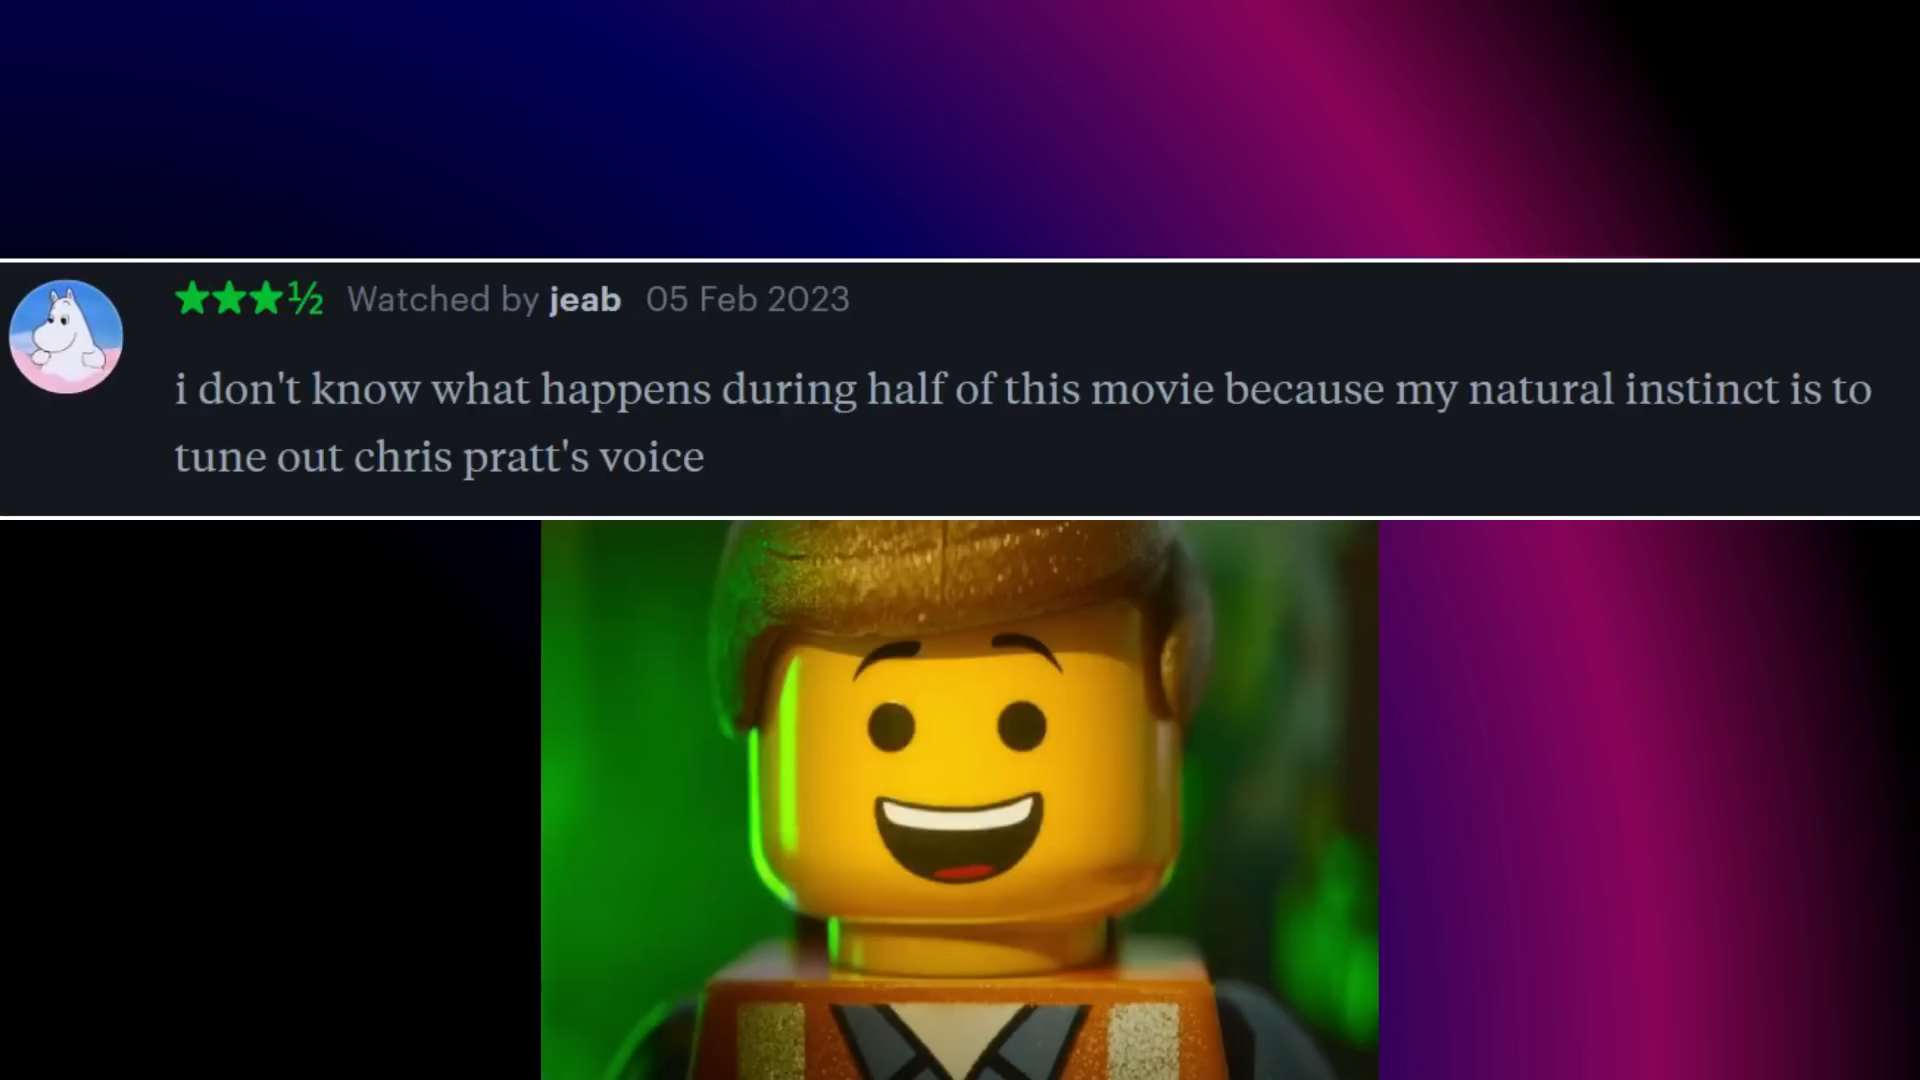 ★★★½ Watched by jeab 05 Feb 2023
i don't know what happens during half of this movie because my natural instinct is to
tune out chris pratt's voice